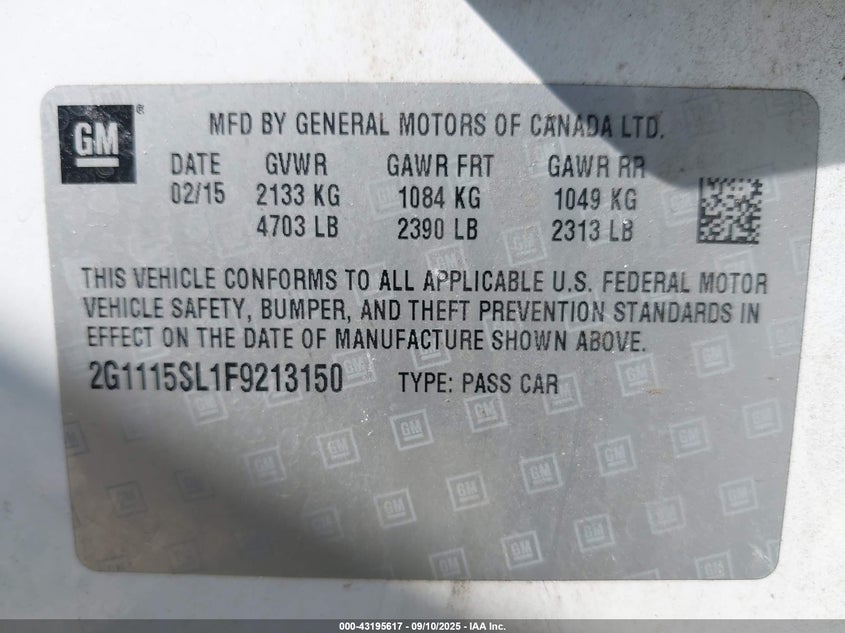 GM ®
MFD BY GENERAL MOTORS OF CANADA LTD.
DATE GVWR GAWR FRT GAWR RR
02/15 2133 KG 1084 KG 1049 KG
4703 LB 2390 LB 2313 LB
THIS VEHICLE CONFORMS TO ALL APPLICABLE U.S. FEDERAL MOTOR
VEHICLE SAFETY, BUMPER, AND THEFT PREVENTION STANDARDS IN
EFFECT ON THE DATE OF MANUFACTURE SHOWN ABOVE.
2G1115SL1F9213150 TYPE: PASS CAR
000-43195617 - 09/10/2025 - IAA Inc.